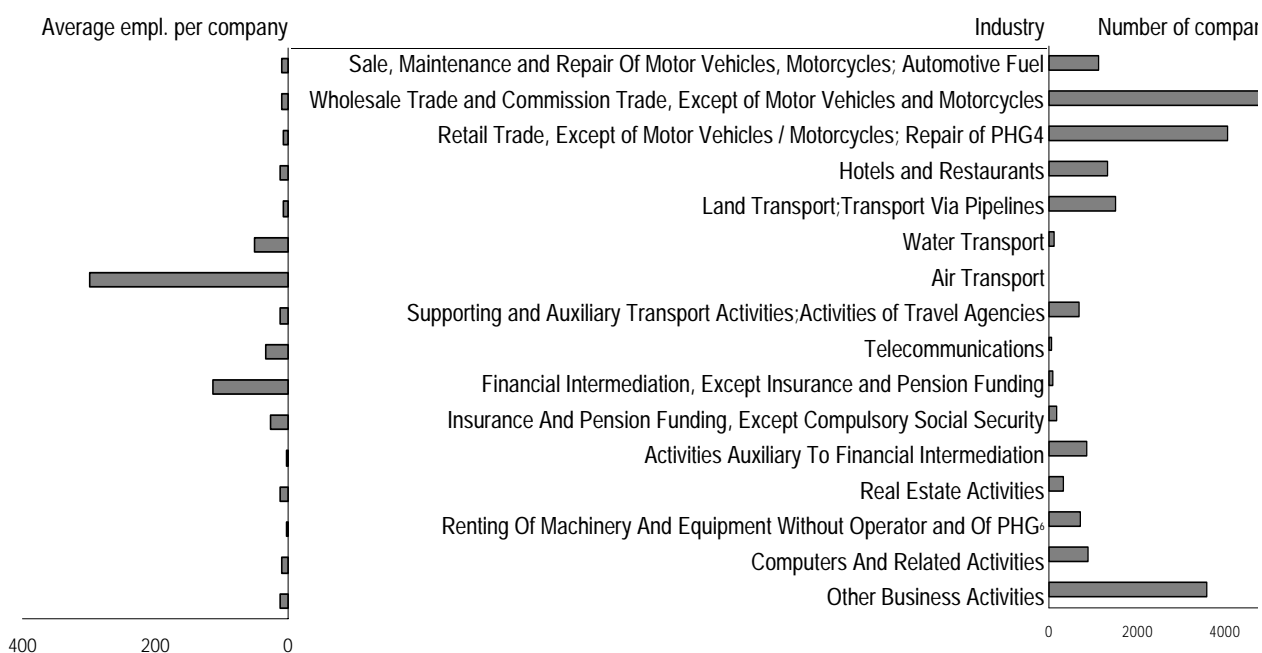 Average empl. per company Industry Number of compar
Sale, Maintenance and Repair Of Motor Vehicles, Motorcycles; Automotive Fuel
Wholesale Trade and Commission Trade, Except of Motor Vehicles and Motorcycles
Retail Trade, Except of Motor Vehicles / Motorcycles; Repair of PHG4
Hotels and Restaurants
Land Transport;Transport Via Pipelines
Water Transport
Air Transport
Supporting and Auxiliary Transport Activities;Activities of Travel Agencies
Telecommunications
Financial Intermediation, Except Insurance and Pension Funding
Insurance And Pension Funding, Except Compulsory Social Security
Activities Auxiliary To Financial Intermediation
Real Estate Activities
Renting Of Machinery And Equipment Without Operator and Of PHG6
Computers And Related Activities
Other Business Activities
400 200 0 0 2000 4000